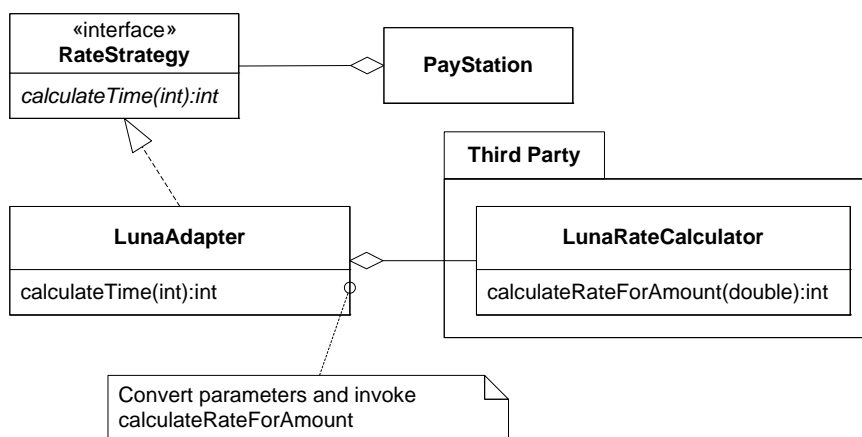 «interface»
RateStrategy
calculateTime(int):int
PayStation
Third Party
LunaAdapter
calculateTime(int):int
LunaRateCalculator
calculateRateForAmount(double):int
Convert parameters and invoke
calculateRateForAmount